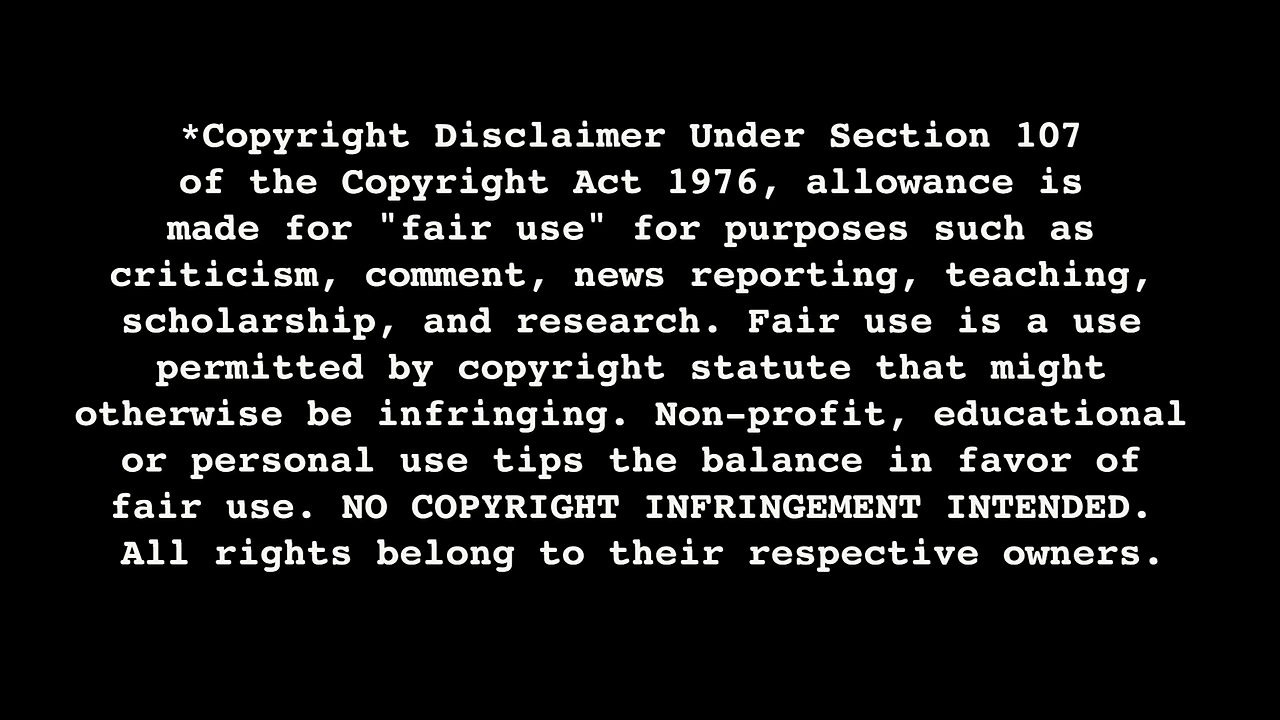 *Copyright Disclaimer Under Section 107
of the Copyright Act 1976, allowance is
made for "fair use" for purposes such as
criticism, comment, news reporting, teaching,
scholarship, and research. Fair use is a use
permitted by copyright statute that might
otherwise be infringing. Non-profit, educational
or personal use tips the balance in favor of
fair use. NO COPYRIGHT INFRINGEMENT INTENDED.
All rights belong to their respective owners.